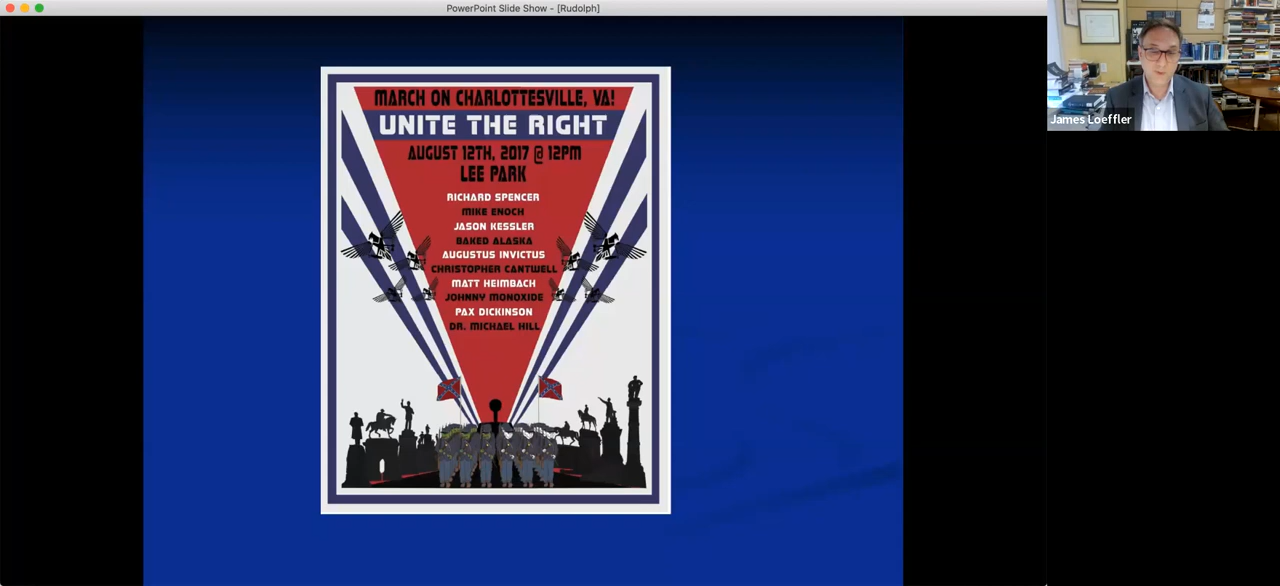 PowerPoint Slide Show - [Rudolph]
MARCH ON CHARLOTTESVILLE, VA!
UNITE THE RIGHT
AUGUST 12TH, 2017 @ 12PM
LEE PARK
RICHARD SPENCER
MIKE ENOCH
JASON KESSLER
BAKED ALASKA
AUGUSTUS INVICTUS
CHRISTOPHER CANTWELL
MATT HEIMBACH
JOHNNY MONOXIDE
PAX DICKINSON
DR. MICHAEL HILL
James Loeffler